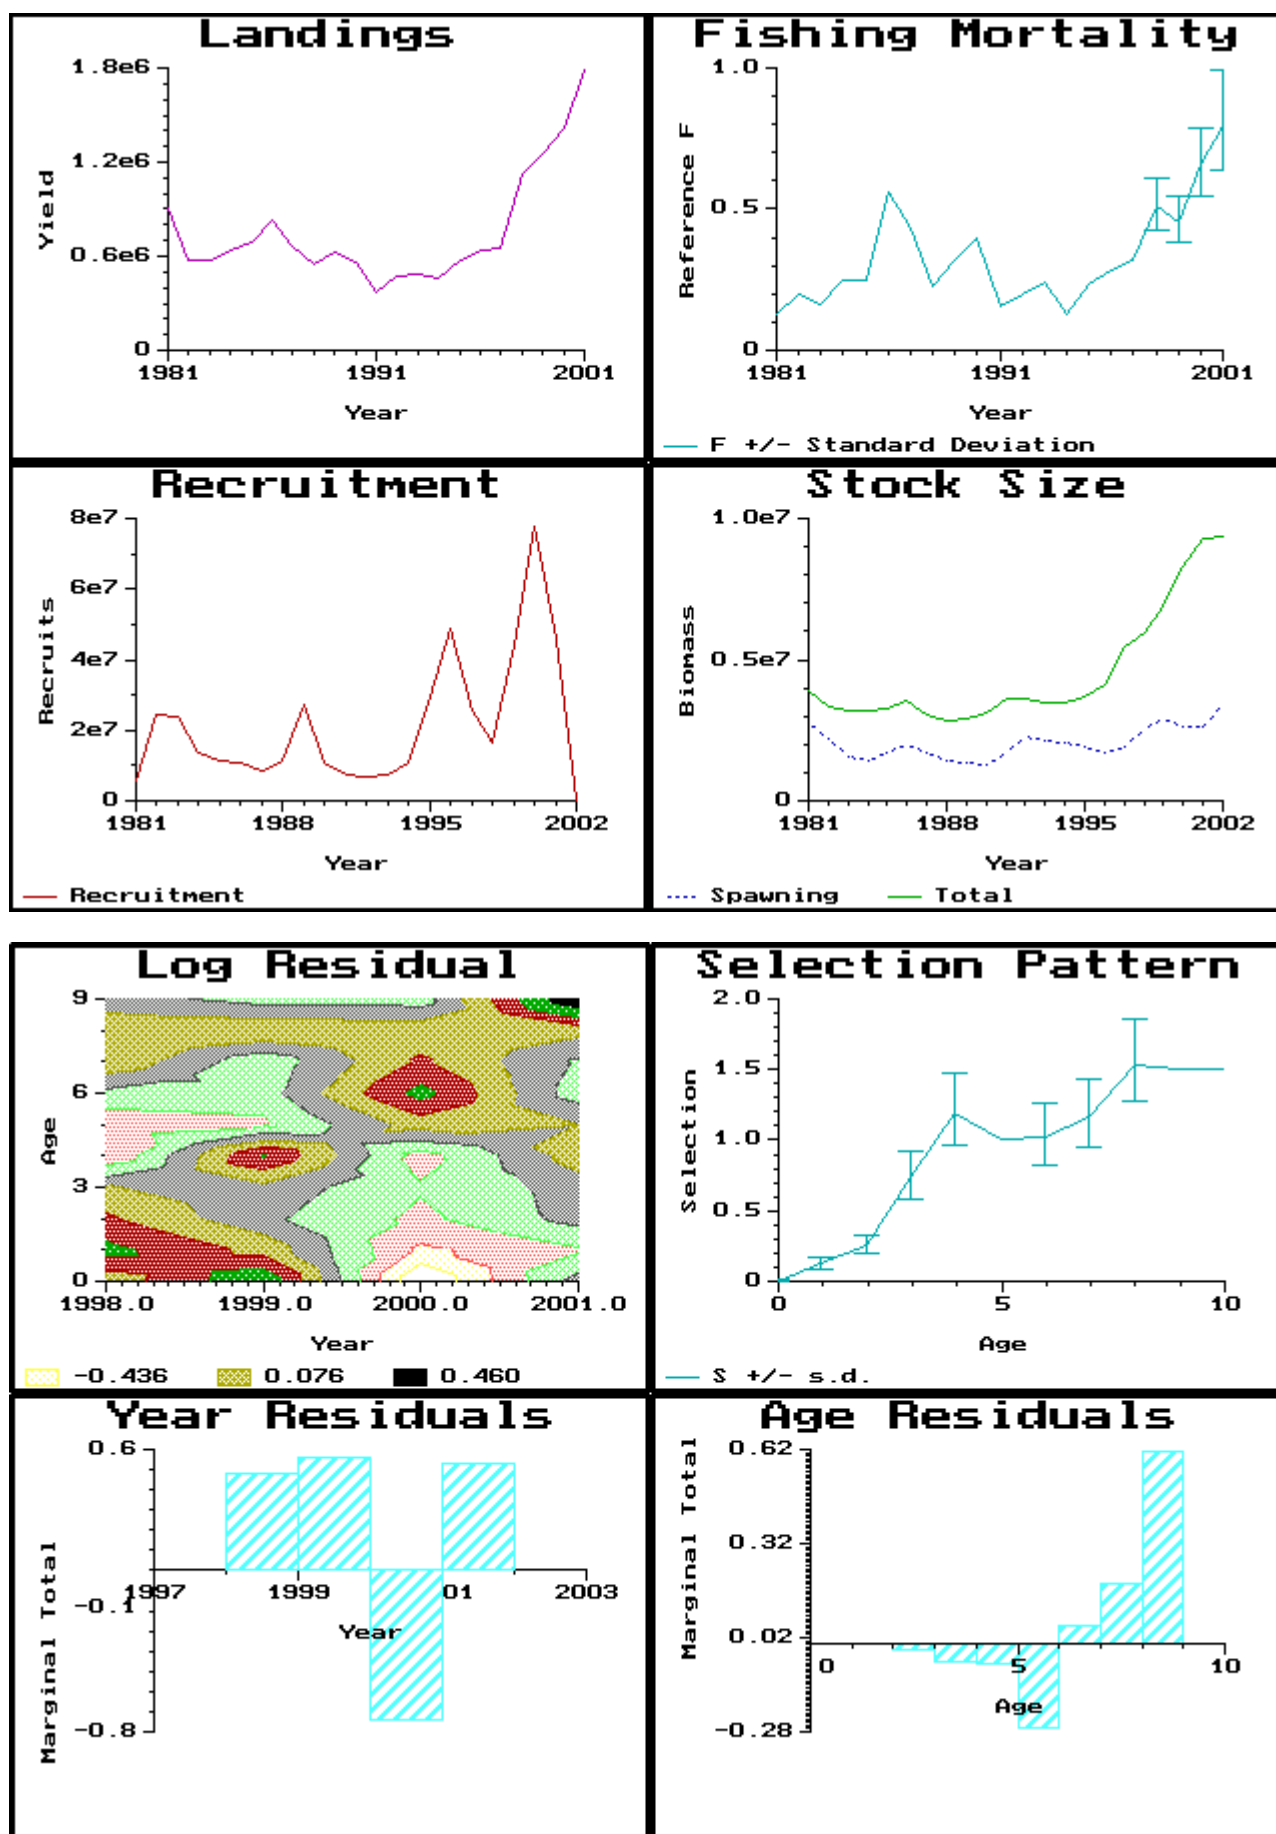 Landings
Yield
1.8e6
1.2e6
0.6e6
0
1981 1991 2001
Year
Fishing Mortality
Reference F
1.0
0.5
0
1981 1991 2001
Year
F +/- Standard Deviation
Recruitment
Recruits
8e7
6e7
4e7
2e7
0
1981 1988 1995 2002
Year
Recruitment
Stock Size
Biomass
1.0e7
0.5e7
0
1981 1988 1995 2002
Year
Spawning Total
Log Residual
Age
9
6
3
0
1998.0 1999.0 2000.0 2001.0
Year
-0.436 0.076 0.460
Selection Pattern
Selection
2.0
1.5
1.0
0.5
0
0 5 10
Age
S +/- s.d.
Year Residuals
Marginal Total
0.6
-0.1
-0.8
1997 1999 01 2003
Year
Age Residuals
Marginal Total
0.62
0.32
0.02
-0.28
0 5 10
Age